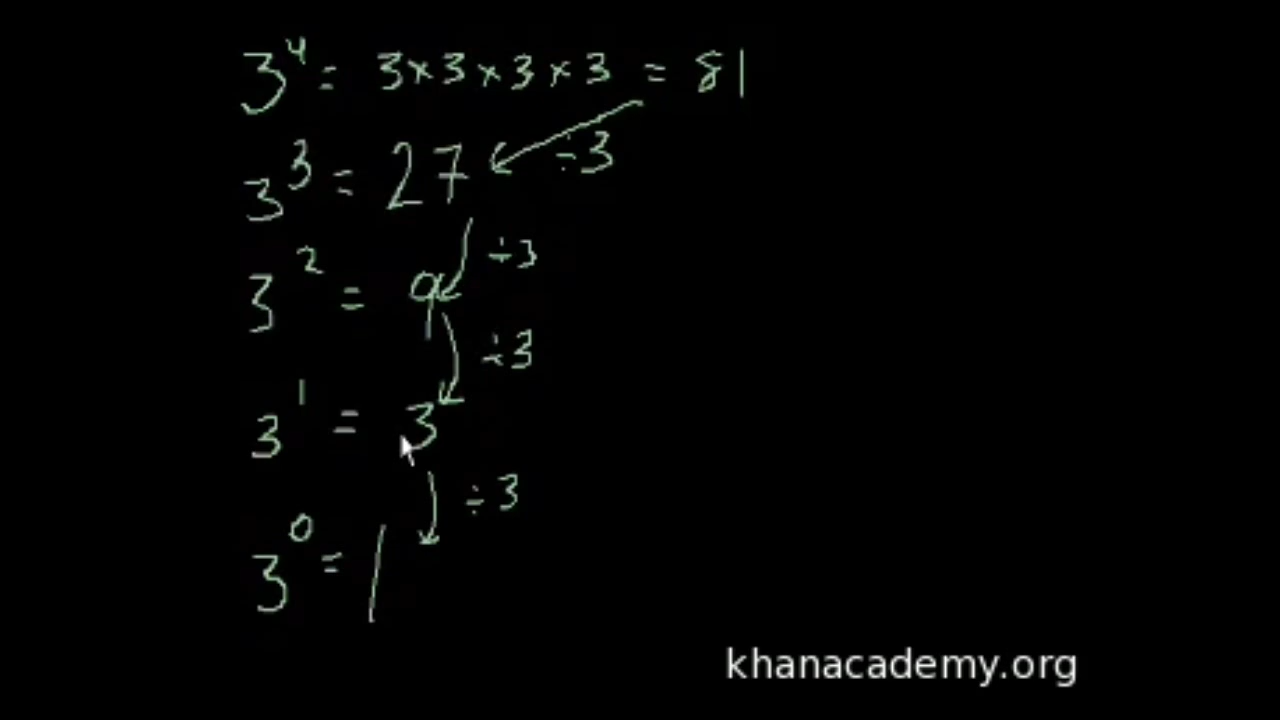 3⁴ = 3 × 3 × 3 × 3 = 81
÷3
3³ = 27
÷3
3² = 9
÷3
3¹ = 3
÷3
3⁰ = 1
khanacademy.org